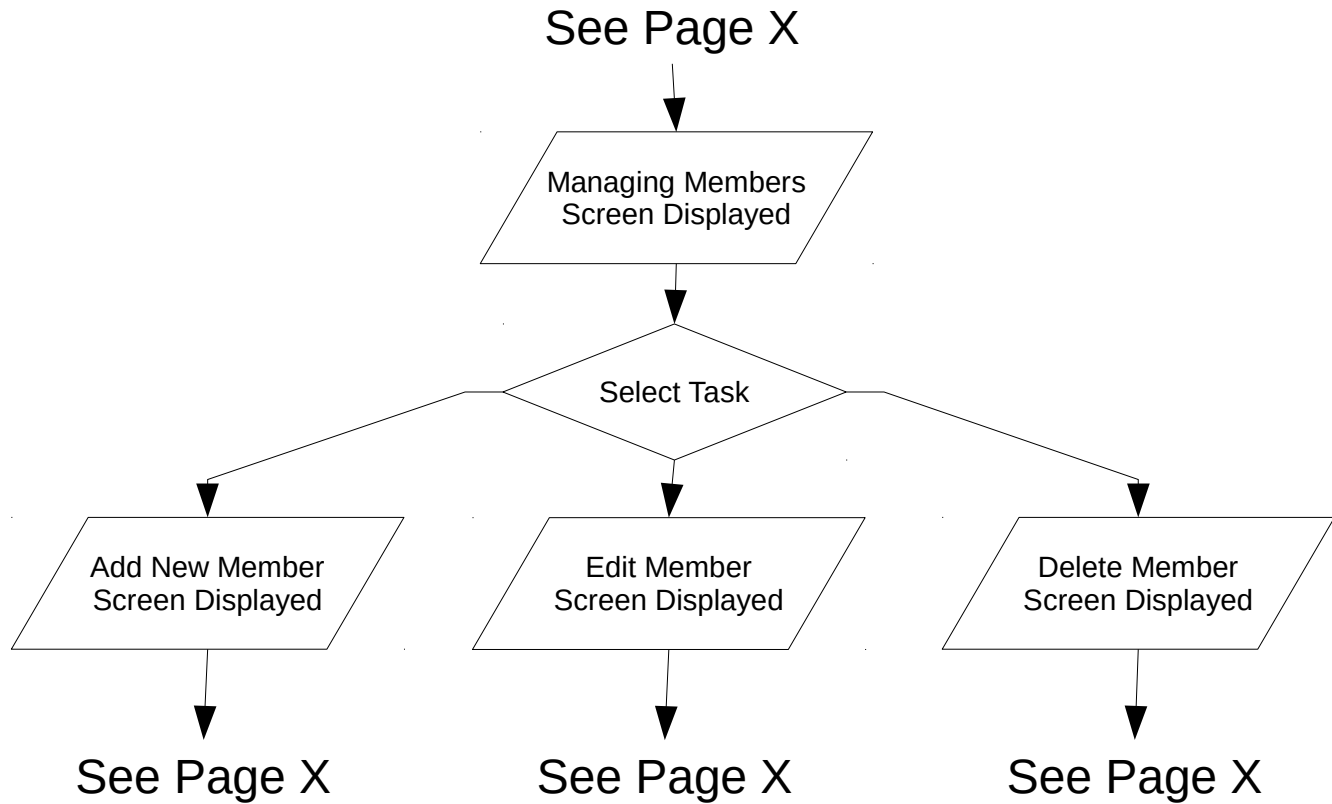 See Page X
Managing Members
Screen Displayed
Select Task
Add New Member
Screen Displayed
Edit Member
Screen Displayed
Delete Member
Screen Displayed
See Page X
See Page X
See Page X